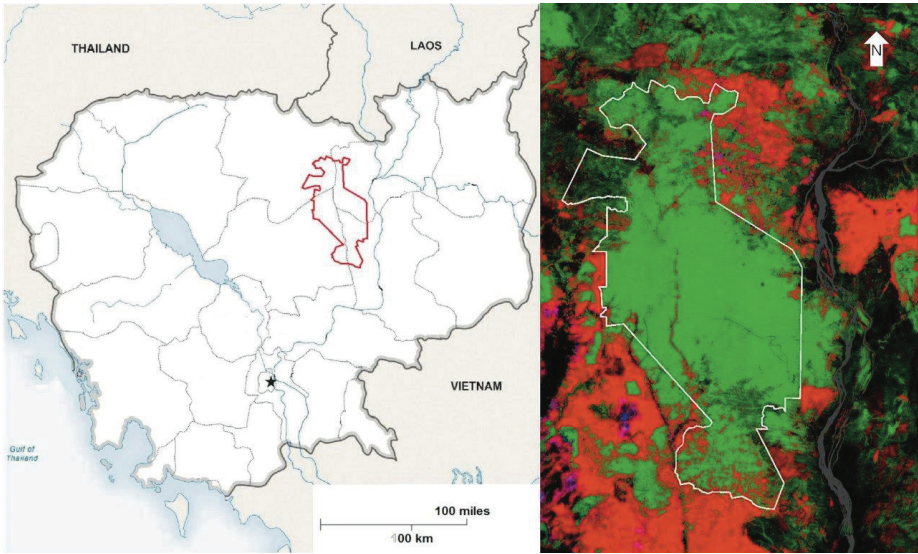 THAILAND
LAOS
N
VIETNAM
Gulf of
Thailand
100 miles
100 km